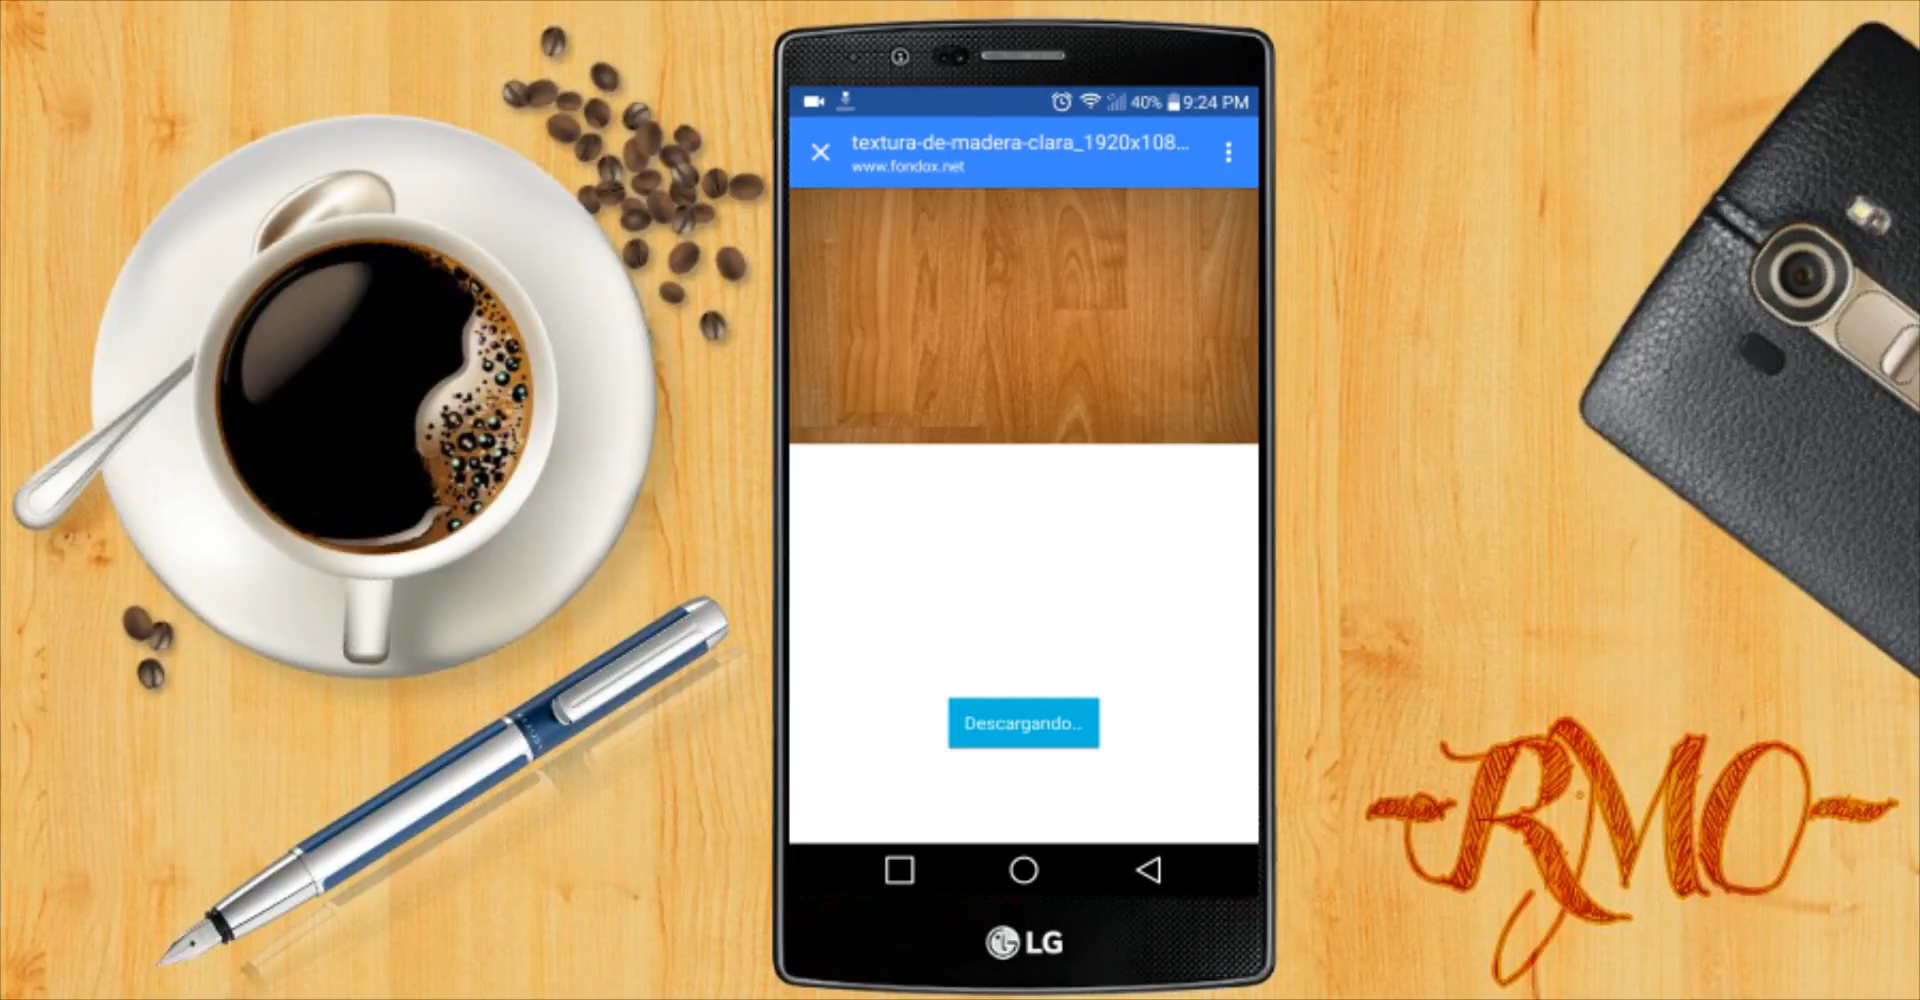 40% 9:24 PM
textura-de-madera-clara_1920x108...
www.fondox.net
Descargando...
LG
RMO